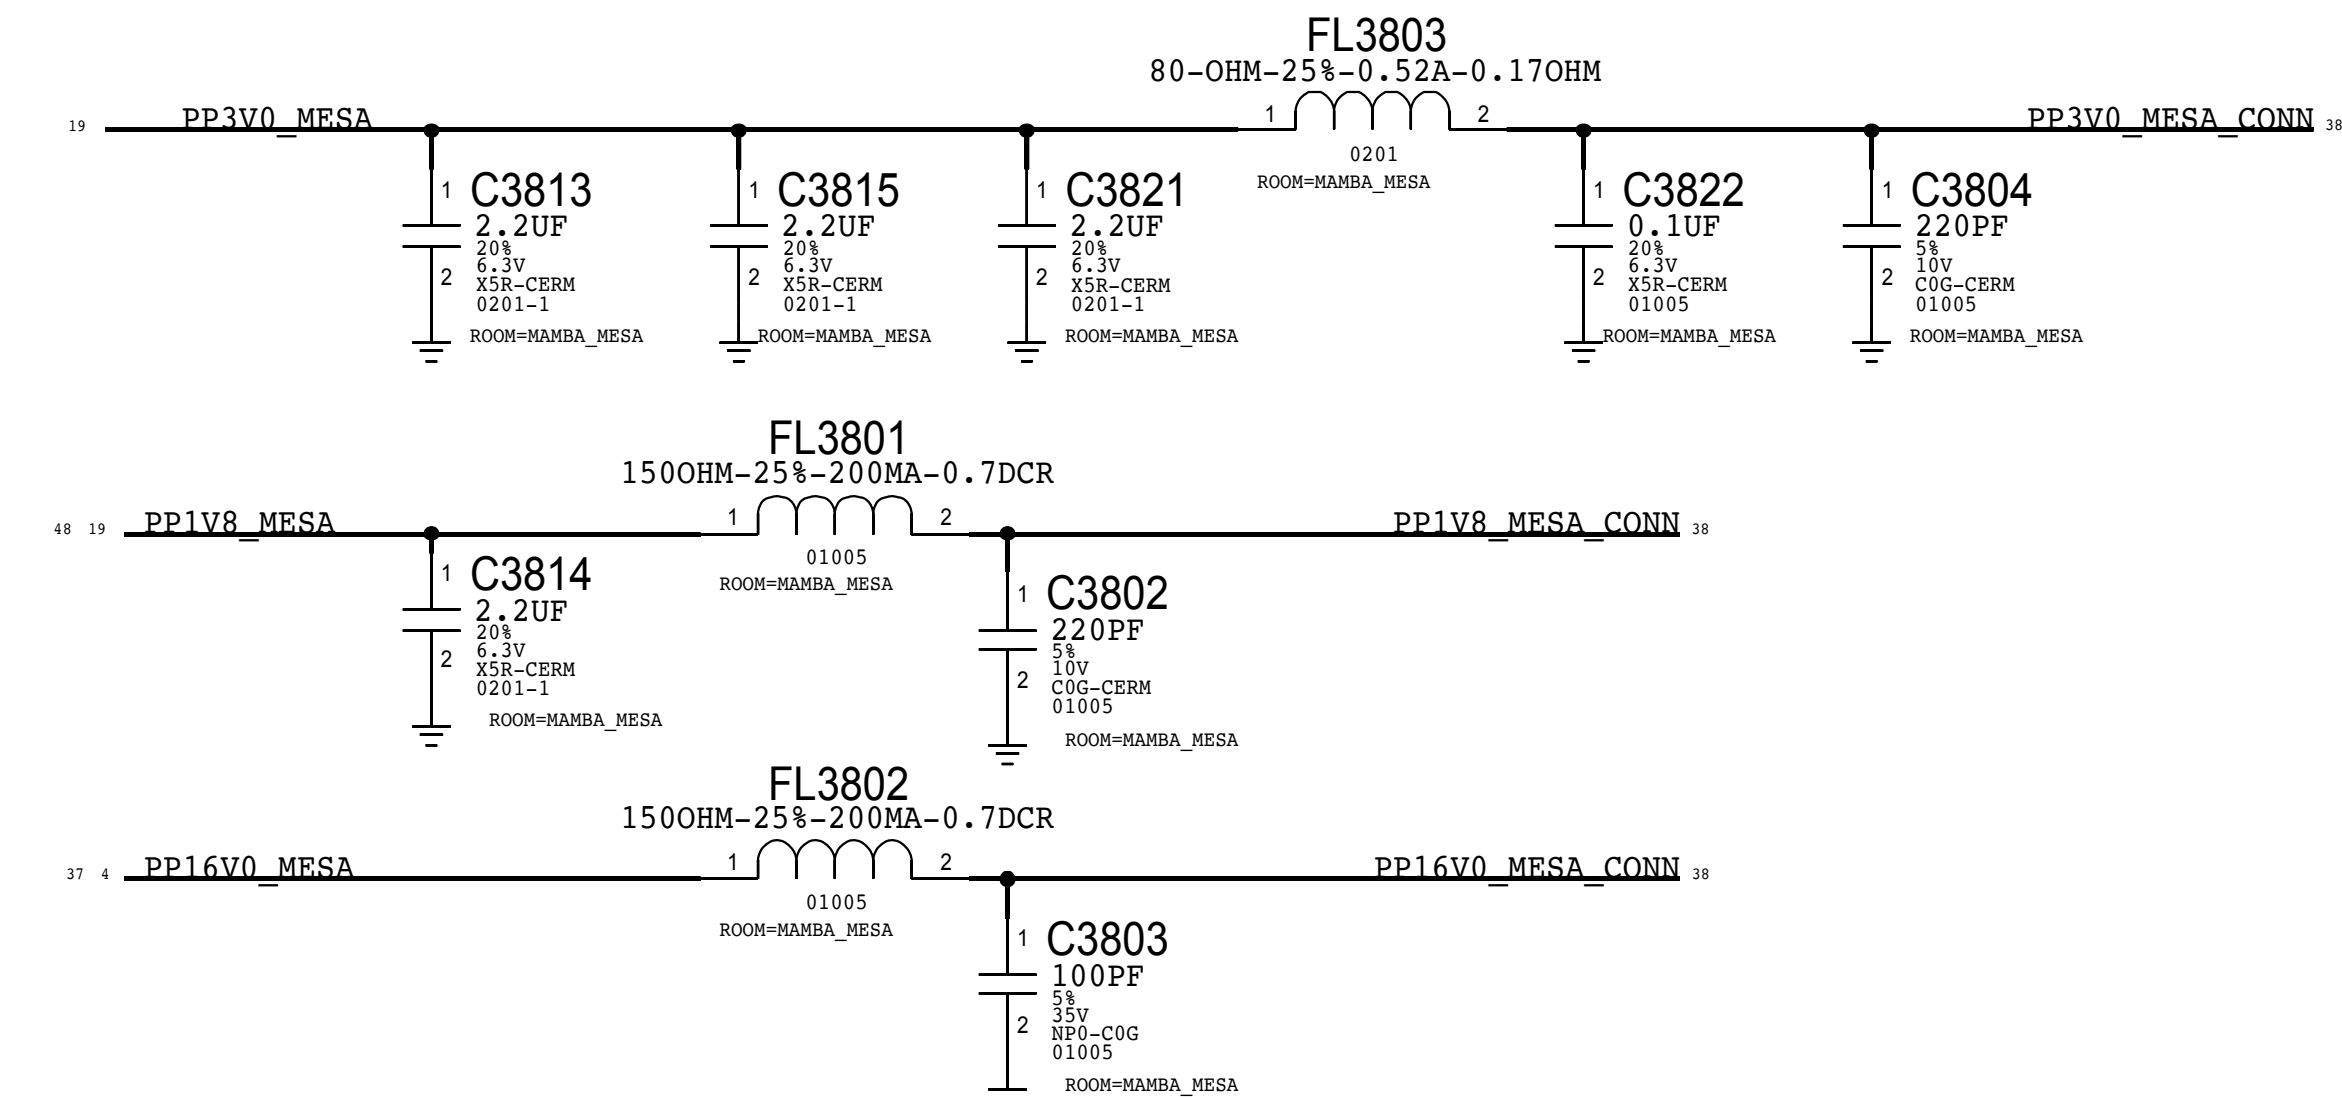 FL3803
80-OHM-25%-0.52A-0.17OHM
19 PP3V0_MESA 1 2 PP3V0_MESA_CONN 38
0201
ROOM=MAMBA_MESA
1 C3813 1 C3815 1 C3821 1 C3822 1 C3804
2.2UF 2.2UF 2.2UF 0.1UF 220PF
20% 20% 20% 20% 5%
6.3V 6.3V 6.3V 6.3V 10V
2 X5R-CERM 2 X5R-CERM 2 X5R-CERM 2 X5R-CERM 2 C0G-CERM
0201-1 0201-1 0201-1 01005 01005
ROOM=MAMBA_MESA ROOM=MAMBA_MESA ROOM=MAMBA_MESA ROOM=MAMBA_MESA ROOM=MAMBA_MESA
FL3801
150OHM-25%-200MA-0.7DCR
48 19 PP1V8_MESA 1 2 PP1V8_MESA_CONN 38
01005
ROOM=MAMBA_MESA
1 C3814
2.2UF
20%
6.3V
2 X5R-CERM
0201-1
ROOM=MAMBA_MESA
1 C3802
220PF
5%
10V
2 C0G-CERM
01005
ROOM=MAMBA_MESA
FL3802
150OHM-25%-200MA-0.7DCR
37 4 PP16V0_MESA 1 2 PP16V0_MESA_CONN 38
01005
ROOM=MAMBA_MESA
1 C3803
100PF
5%
35V
2 NP0-C0G
01005
ROOM=MAMBA_MESA